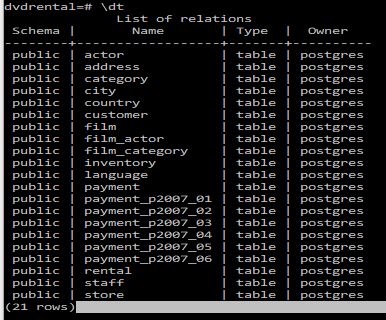 dvdrental=# \dt
List of relations
Schema | Name | Type | Owner
--------+------------------+-------+----------
public | actor | table | postgres
public | address | table | postgres
public | category | table | postgres
public | city | table | postgres
public | country | table | postgres
public | customer | table | postgres
public | film | table | postgres
public | film_actor | table | postgres
public | film_category | table | postgres
public | inventory | table | postgres
public | language | table | postgres
public | payment | table | postgres
public | payment_p2007_01 | table | postgres
public | payment_p2007_02 | table | postgres
public | payment_p2007_03 | table | postgres
public | payment_p2007_04 | table | postgres
public | payment_p2007_05 | table | postgres
public | payment_p2007_06 | table | postgres
public | rental | table | postgres
public | staff | table | postgres
public | store | table | postgres
(21 rows)